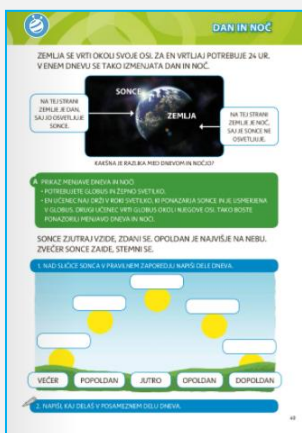 DAN IN NOČ
ZEMLJA SE VRTI OKOLI SVOJE OSI. ZA EN VRTLJAJ POTREBUJE 24 UR.
V ENEM DNEVU SE TAKO IZMENJATA DAN IN NOČ.
SONCE
ZEMLJA
NA TEJ STRANI
ZEMLJE JE DAN,
SAJ JO OSVETLJUJE
SONCE.
NA TEJ STRANI
ZEMLJE JE NOČ,
SAJ JE SONCE NE
OSVETLJUJE.
KAKŠNA JE RAZLIKA MED DNEVOM IN NOČJO?
A PRIKAZ MENJAVE DNEVA IN NOČI
• POTREBUJETE GLOBUS IN ŽEPNO SVETILKO.
• EN UČENEC NAJ DRŽI V ROKI SVETILKO, KI PONAZARJA SONCE IN JE USMERJENA
V GLOBUS. DRUGI UČENEC VRTI GLOBUS OKOLI NJEGOVE OSI. TAKO BOSTE
PONAZORILI MENJAVO DNEVA IN NOČI.
SONCE ZJUTRAJ VZIDE, ZDANI SE. OPOLDAN JE NAJVIŠJE NA NEBU.
ZVEČER SONCE ZAIDE, STEMNI SE.
1. NAD SLIČICE SONCA V PRAVILNEM ZAPOREDJU NAPIŠI DELE DNEVA.
VEČER POPOLDAN JUTRO OPOLDAN DOPOLDAN
2. NAPIŠI, KAJ DELAŠ V POSAMEZNEM DELU DNEVA.